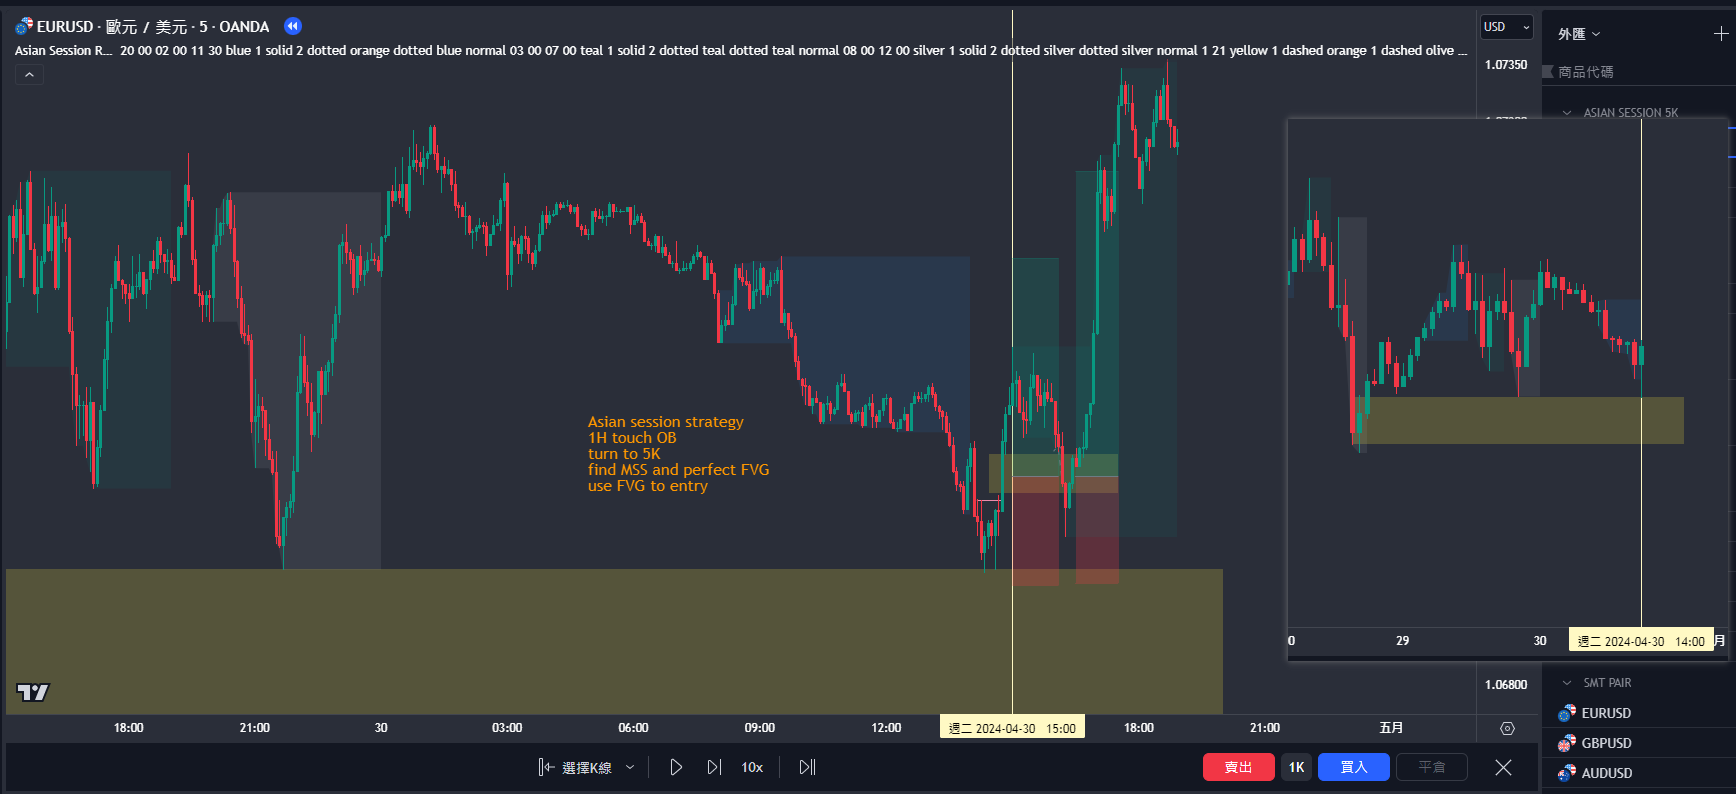 EURUSD · 歐元 / 美元 · 5 · OANDA
Asian Session R... 20 00 02 00 11 30 blue 1 solid 2 dotted orange dotted blue normal 03 00 07 00 teal 1 solid 2 dotted teal dotted teal normal 08 00 12 00 silver 1 solid 2 dotted silver dotted silver normal 1 21 yellow 1 dashed orange 1 dashed olive ...
USD
外匯
1.07350
商品代碼
ASIAN SESSION 5K
Asian session strategy
1H touch OB
turn to 5K
find MSS and perfect FVG
use FVG to entry
0 29 30 週二 2024-04-30 14:00 月
1.06800
SMT PAIR
EURUSD
GBPUSD
AUDUSD
18:00 21:00 30 03:00 06:00 09:00 12:00 週二 2024-04-30 15:00 18:00 21:00 五月
選擇K線 10x 賣出 1K 買入 平倉